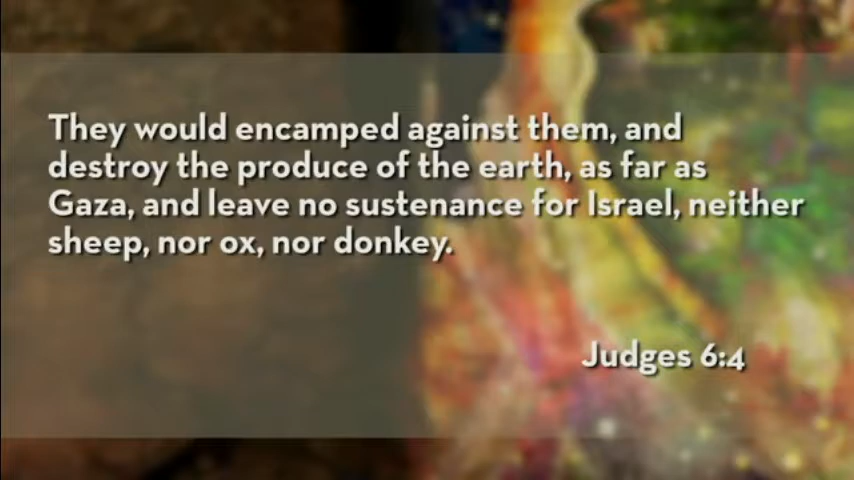 They would encamped against them, and
destroy the produce of the earth, as far as
Gaza, and leave no sustenance for Israel, neither
sheep, nor ox, nor donkey.
Judges 6:4